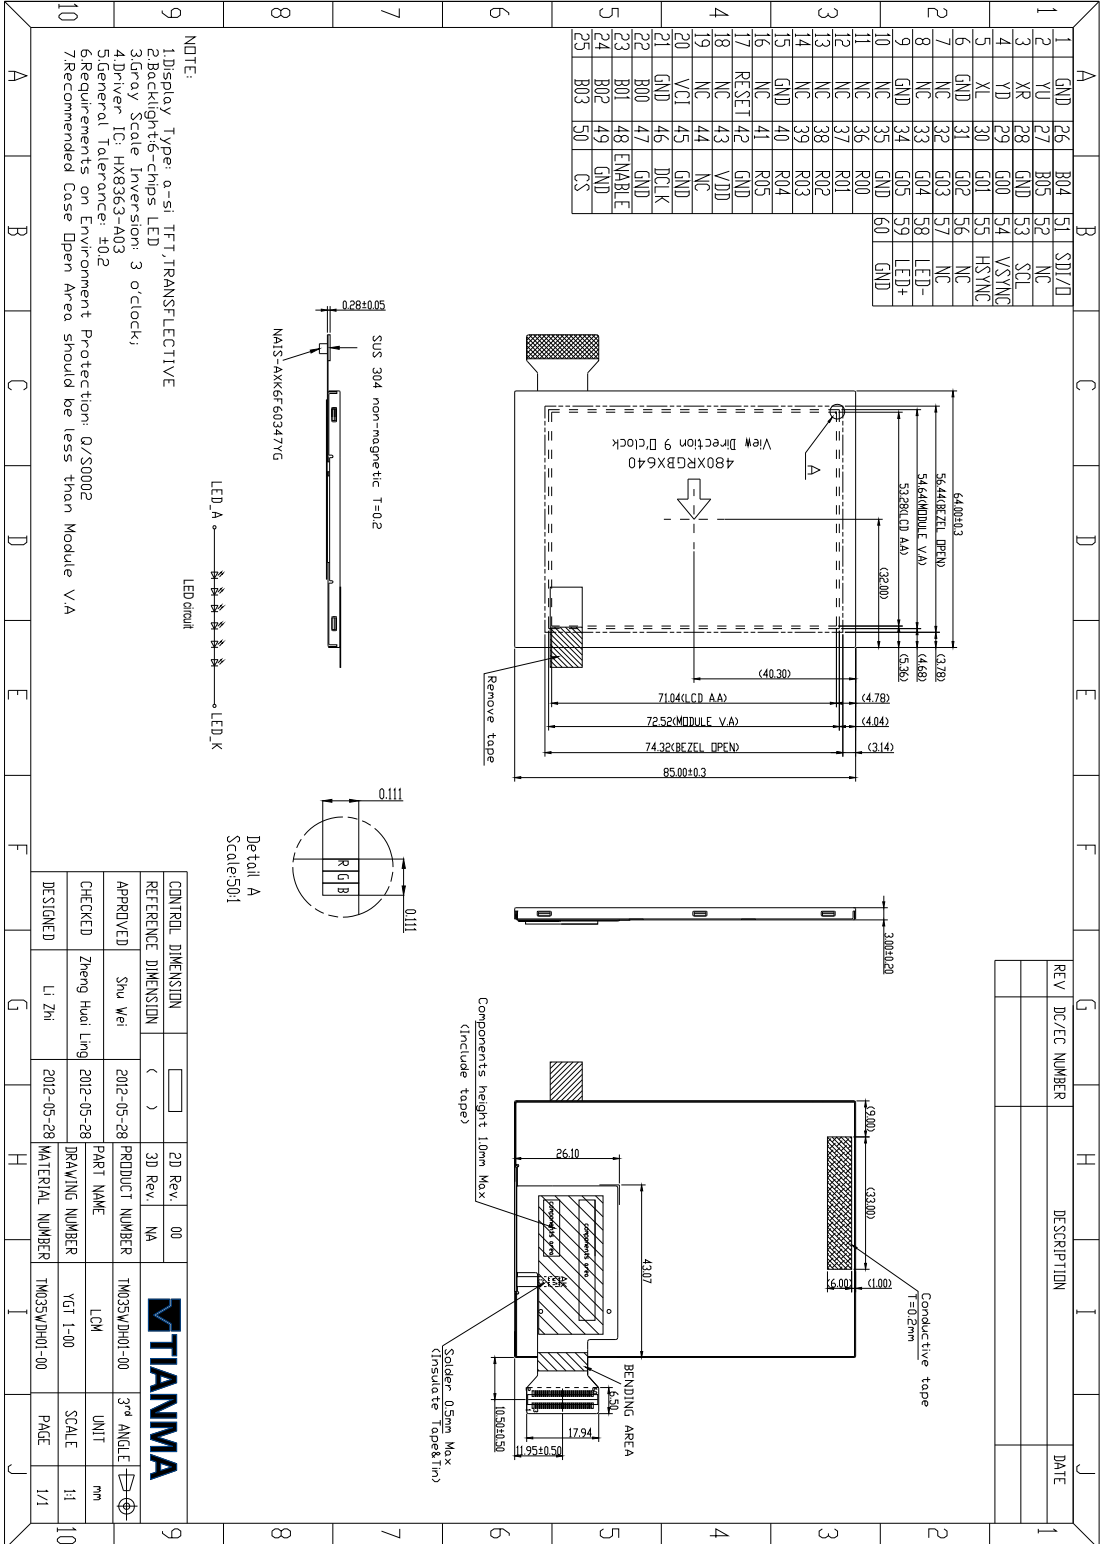 1 GND 26 B04 51 SDI/O
2 YU 27 B05 52 NC
3 XR 28 GND 53 SCL
4 YD 29 G00 54 VSYNC
5 XL 30 G01 55 HSYNC
6 GND 31 G02 56 NC
7 NC 32 G03 57 NC
8 NC 33 G04 58 LED-
9 GND 34 G05 59 LED+
10 NC 35 GND 60 GND
11 NC 36 R00
12 NC 37 R01
13 NC 38 R02
14 NC 39 R03
15 GND 40 R04
16 NC 41 R05
17 RESET 42 GND
18 NC 43 VDD
19 NC 44 NC
20 VCI 45 GND
21 GND 46 DCLK
22 B00 47 GND
23 B01 48 ENABLE
24 B02 49 GND
25 B03 50 CS
A B C D E F G H I J
1 2 3 4 5 6 7 8 9 10
REV DC/EC NUMBER DESCRIPTION DATE
64.00±0.3
56.44(BEZEL OPEN)
54.64(MODULE V.A)
53.28(LCD A.A)
(32.00)
(3.78)
(4.68)
(5.36)
(40.30)
71.04(LCD A.A)
(4.78)
72.52(MODULE V.A)
(4.04)
74.32(BEZEL OPEN)
(3.14)
85.00±0.3
A
480XRGBX640
View Direction 9 O'clock
Remove tape
3.00±0.20
(9.00)
(33.00)
(6.00)
(1.00)
Conductive tape
T=0.2mm
26.10
43.07
components area
components area
BENDING AREA
6.50
17.94
10.50±0.50
11.95±0.50
Components height 1.0mm Max
(Include tape)
Solder 0.5mm Max
(Insulate Tape&Tin)
0.28±0.05
SUS 304 non-magnetic T=0.2
NAIS-AXK6F60347YG
0.111
0.111
R G B
Detail A
Scale:50:1
LED_A
LED_K
LED circuit
NOTE:
1.Display Type: a-si TFT,TRANSFLECTIVE
2.Backlight:6-chips LED
3.Gray Scale Inversion: 3 o'clock;
4.Driver IC: HX8363-A03
5.General Talerance: ±0.2
6.Requirements on Environment Protection: Q/S0002
7.Recommended Case Open Area should be less than Module V.A
CONTROL DIMENSION 2D Rev. 00
REFERENCE DIMENSION ( ) 3D Rev. NA
TIANMA
APPROVED Shu Wei 2012-05-28 PRODUCT NUMBER TM035WDH01-00 3rd ANGLE
CHECKED Zheng Huai Ling 2012-05-28
PART NAME LCM UNIT mm
DRAWING NUMBER YGT 1-00 SCALE 1:1
DESIGNED Li Zhi 2012-05-28 MATERIAL NUMBER TM035WDH01-00 PAGE 1/1